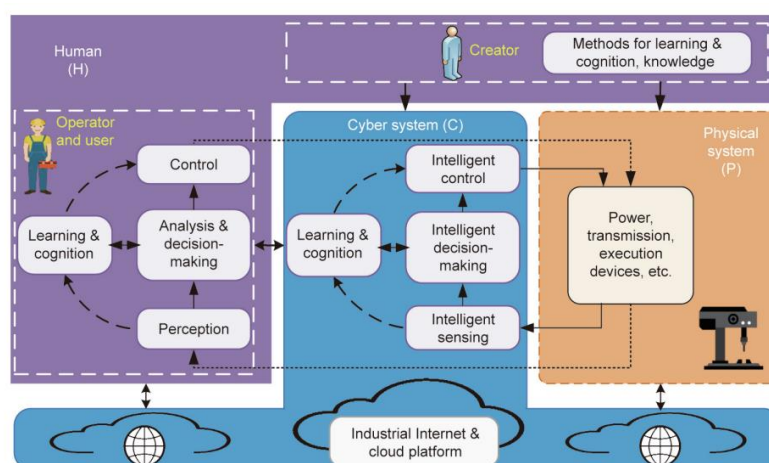 Human
(H)
Creator
Methods for learning &
cognition, knowledge
Operator
and user
Control
Learning &
cognition
Analysis &
decision-
making
Perception
Cyber system (C)
Intelligent
control
Learning &
cognition
Intelligent
decision-
making
Intelligent
sensing
Physical
system
(P)
Power,
transmission,
execution
devices, etc.
Industrial Internet &
cloud platform